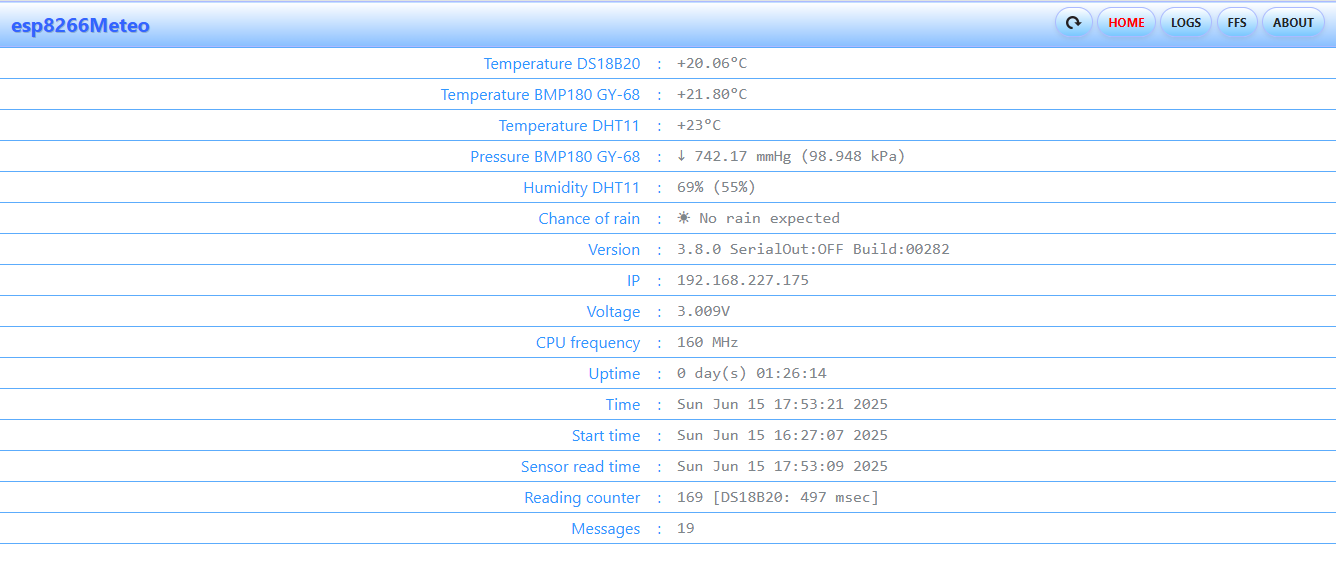 esp8266Meteo
⟳ HOME LOGS FFS ABOUT
Temperature DS18B20 : +20.06°C
Temperature BMP180 GY-68 : +21.80°C
Temperature DHT11 : +23°C
Pressure BMP180 GY-68 : ↓ 742.17 mmHg (98.948 kPa)
Humidity DHT11 : 69% (55%)
Chance of rain : ☀ No rain expected
Version : 3.8.0 SerialOut:OFF Build:00282
IP : 192.168.227.175
Voltage : 3.009V
CPU frequency : 160 MHz
Uptime : 0 day(s) 01:26:14
Time : Sun Jun 15 17:53:21 2025
Start time : Sun Jun 15 16:27:07 2025
Sensor read time : Sun Jun 15 17:53:09 2025
Reading counter : 169 [DS18B20: 497 msec]
Messages : 19